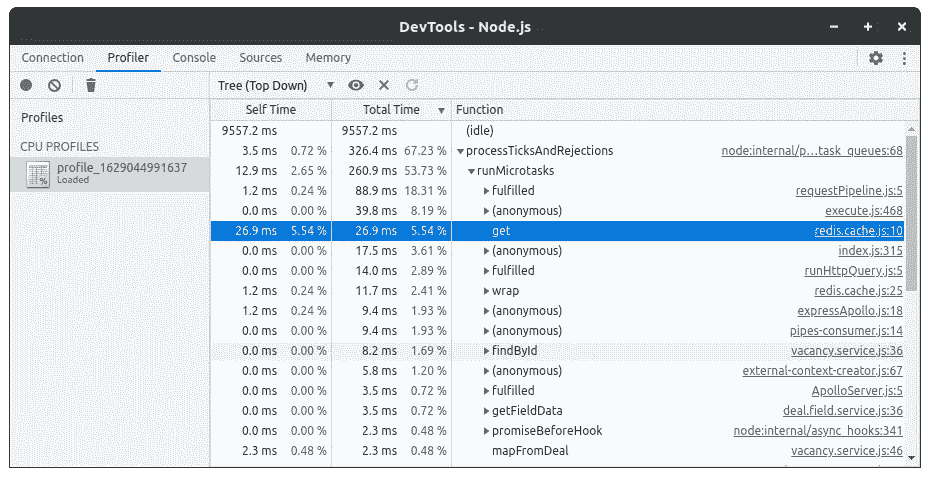 DevTools - Node.js
Connection Profiler Console Sources Memory
Tree (Top Down)
Profiles
CPU PROFILES
profile_1629044991637
Loaded
Self Time Total Time Function
9557.2 ms 9557.2 ms (idle)
3.5 ms 0.72 % 326.4 ms 67.23 % processTicksAndRejections node:internal/p…task_queues:68
12.9 ms 2.65 % 260.9 ms 53.73 % runMicrotasks
1.2 ms 0.24 % 88.9 ms 18.31 % fulfilled requestPipeline.js:5
0.0 ms 0.00 % 39.8 ms 8.19 % (anonymous) execute.js:468
26.9 ms 5.54 % 26.9 ms 5.54 % get redis.cache.js:10
0.0 ms 0.00 % 17.5 ms 3.61 % (anonymous) index.js:315
0.0 ms 0.00 % 14.0 ms 2.89 % fulfilled runHttpQuery.js:5
1.2 ms 0.24 % 11.7 ms 2.41 % wrap redis.cache.js:25
1.2 ms 0.24 % 9.4 ms 1.93 % (anonymous) expressApollo.js:18
0.0 ms 0.00 % 9.4 ms 1.93 % (anonymous) pipes-consumer.js:14
0.0 ms 0.00 % 8.2 ms 1.69 % findById vacancy.service.js:36
0.0 ms 0.00 % 5.8 ms 1.20 % (anonymous) external-context-creator.js:67
0.0 ms 0.00 % 3.5 ms 0.72 % fulfilled ApolloServer.js:5
0.0 ms 0.00 % 3.5 ms 0.72 % getFieldData deal.field.service.js:36
0.0 ms 0.00 % 2.3 ms 0.48 % promiseBeforeHook node:internal/async_hooks:341
2.3 ms 0.48 % 2.3 ms 0.48 % mapFromDeal vacancy.service.js:46